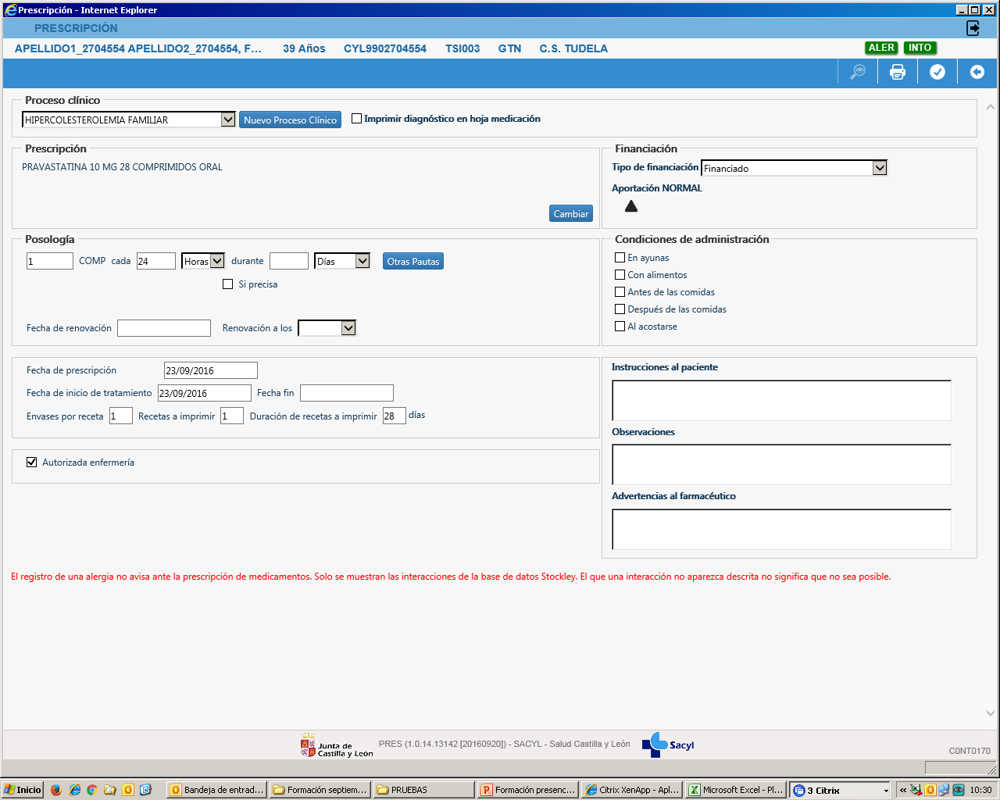 Prescripción - Internet Explorer
PRESCRIPCIÓN
APELLIDO1_2704554 APELLIDO2_2704554, F... 39 Años CYL9902704554 TSI003 GTN C.S. TUDELA ALER INTO
Proceso clínico
HIPERCOLESTEROLEMIA FAMILIAR Nuevo Proceso Clínico Imprimir diagnóstico en hoja medicación
Prescripción
PRAVASTATINA 10 MG 28 COMPRIMIDOS ORAL
Cambiar
Financiación
Tipo de financiación Financiado
Aportación NORMAL
Posología
1 COMP cada 24 Horas durante Días Otras Pautas
Si precisa
Fecha de renovación Renovación a los
Condiciones de administración
En ayunas
Con alimentos
Antes de las comidas
Después de las comidas
Al acostarse
Fecha de prescripción 23/09/2016
Fecha de inicio de tratamiento 23/09/2016 Fecha fin
Envases por receta 1 Recetas a imprimir 1 Duración de recetas a imprimir 28 días
Autorizada enfermería
Instrucciones al paciente
Observaciones
Advertencias al farmacéutico
El registro de una alergia no avisa ante la prescripción de medicamentos. Solo se muestran las interacciones de la base de datos Stockley. El que una interacción no aparezca descrita no significa que no sea posible.
Junta de
Castilla y León
PRES (1.0.14.13142 [20160920]) - SACYL - Salud Castilla y León
Sacyl
C0NT0170
Inicio Bandeja de entrad... Formación septiem... PRUEBAS Formación presenc... Citrix XenApp - Apl... Microsoft Excel - Pl... 3 Citrix « 10:30